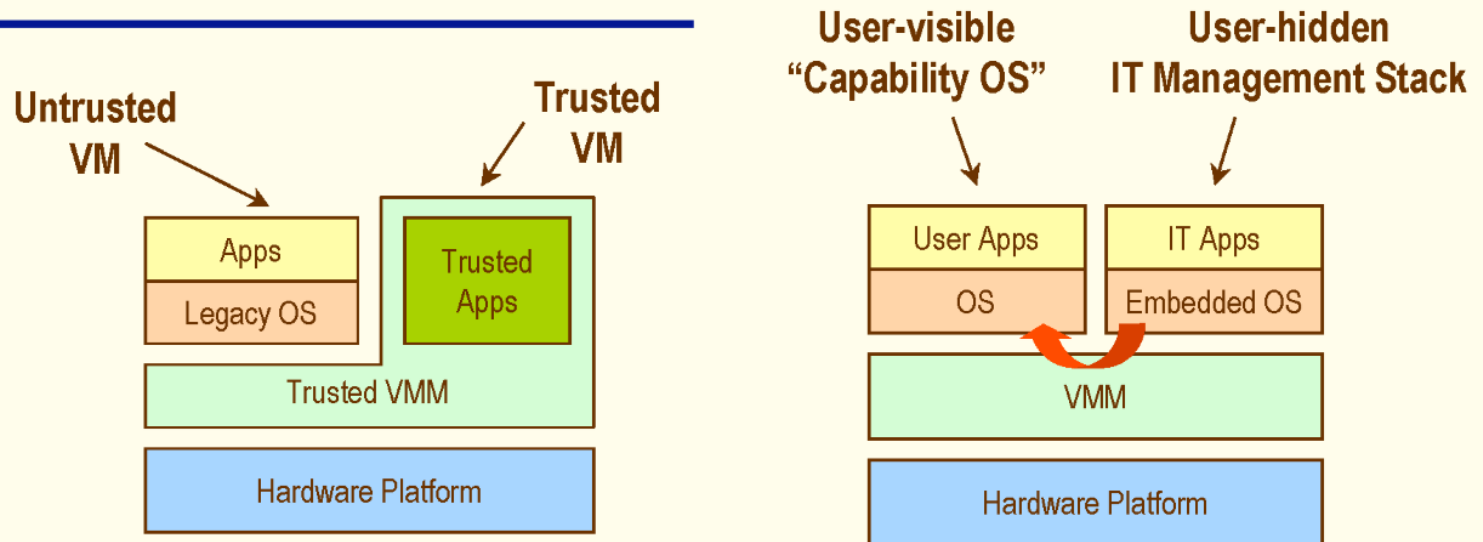 Untrusted
VM
Trusted
VM
Apps
Legacy OS
Trusted
Apps
Trusted VMM
Hardware Platform
User-visible
“Capability OS”
User-hidden
IT Management Stack
User Apps
OS
IT Apps
Embedded OS
VMM
Hardware Platform